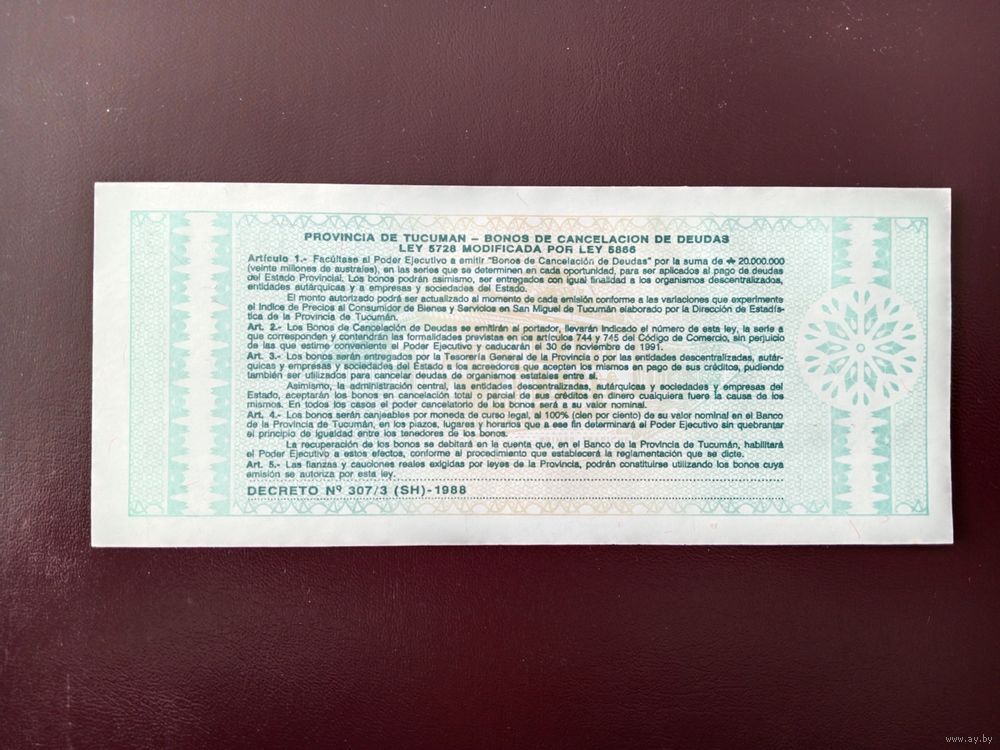 PROVINCIA DE TUCUMAN – BONOS DE CANCELACION DE DEUDAS
LEY 5728 MODIFICADA POR LEY 5866
Artículo 1.- Facúltase al Poder Ejecutivo a emitir "Bonos de Cancelación de Deudas" por la suma de ₳ 20.000.000
(veinte millones de australes), en las series que se determinen en cada oportunidad, para ser aplicados al pago de deudas
del Estado Provincial. Los bonos podrán asimismo, ser entregados con igual finalidad a los organismos descentralizados,
entidades autárquicas y a empresas y sociedades del Estado.
El monto autorizado podrá ser actualizado al momento de cada emisión conforme a las variaciones que experimente
el Indice de Precios al Consumidor de Bienes y Servicios en San Miguel de Tucumán elaborado por la Dirección de Estadís-
tica de la Provincia de Tucumán.
Art. 2.- Los Bonos de Cancelación de Deudas se emitirán al portador, llevarán indicado el número de esta ley, la serie a
que corresponden y contendrán las formalidades previstas en los artículos 744 y 745 del Código de Comercio, sin perjuicio
de las que estime conveniente el Poder Ejecutivo y caducarán el 30 de noviembre de 1991.
Art. 3.- Los bonos serán entregados por la Tesorería General de la Provincia o por las entidades descentralizadas, autár-
quicas y empresas y sociedades del Estado a los acreedores que acepten los mismos en pago de sus créditos, pudiendo
también ser utilizados para cancelar deudas de organismos estatales entre sí.
Asimismo, la administración central, las entidades descentralizadas, autárquicas y sociedades y empresas del
Estado, aceptarán los bonos en cancelación total o parcial de sus créditos en dinero cualquiera fuere la causa de los
mismos. En todos los casos el poder cancelatorio de los bonos será a su valor nominal.
Art. 4.- Los bonos serán canjeables por moneda de curso legal, al 100% (cien por ciento) de su valor nominal en el Banco
de la Provincia de Tucumán, en los plazos, lugares y horarios que a ese fin determinará el Poder Ejecutivo sin quebrantar
el principio de igualdad entre los tenedores de los bonos.
La recuperación de los bonos se debitará en la cuenta que, en el Banco de la Provincia de Tucumán, habilitará
el Poder Ejecutivo a estos efectos, conforme al procedimiento que establecerá la reglamentación que se dicte.
Art. 5.- Las fianzas y cauciones reales exigidas por leyes de la Provincia, podrán constituirse utilizando los bonos cuya
emisión se autoriza por esta ley.
DECRETO Nº 307/3 (SH)-1988
www.ay.by